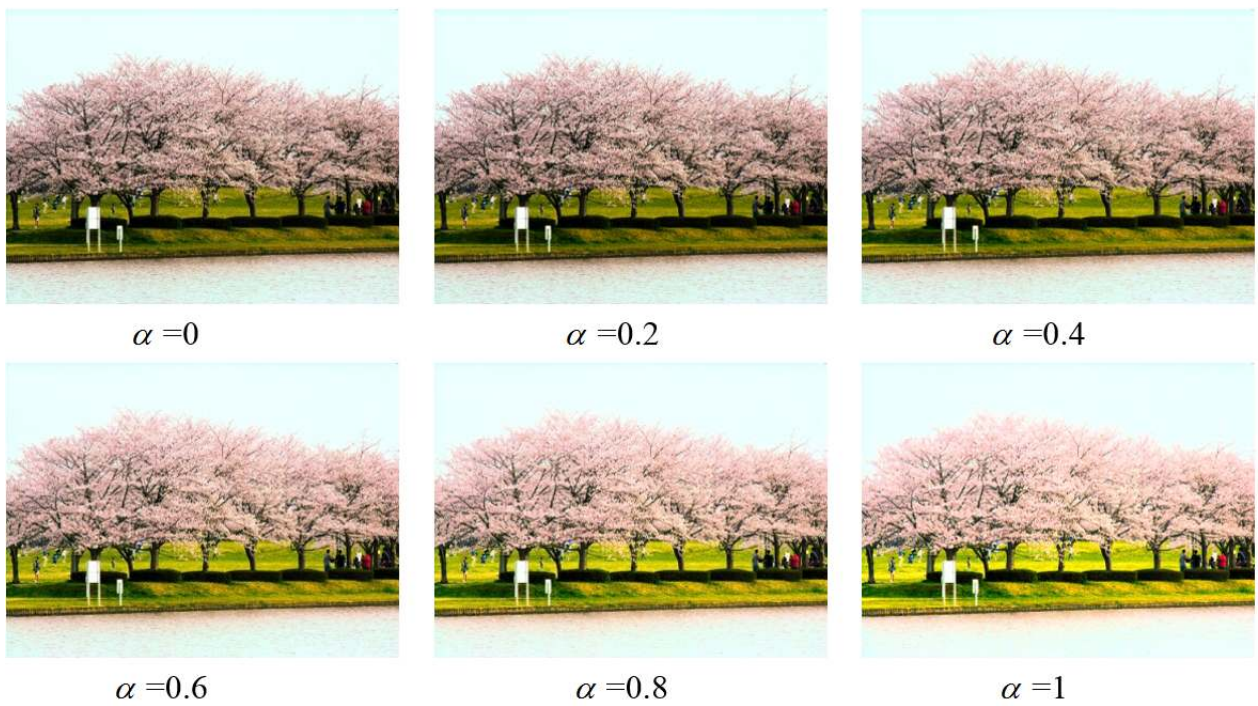 α =0
α =0.2
α =0.4
α =0.6
α =0.8
α =1